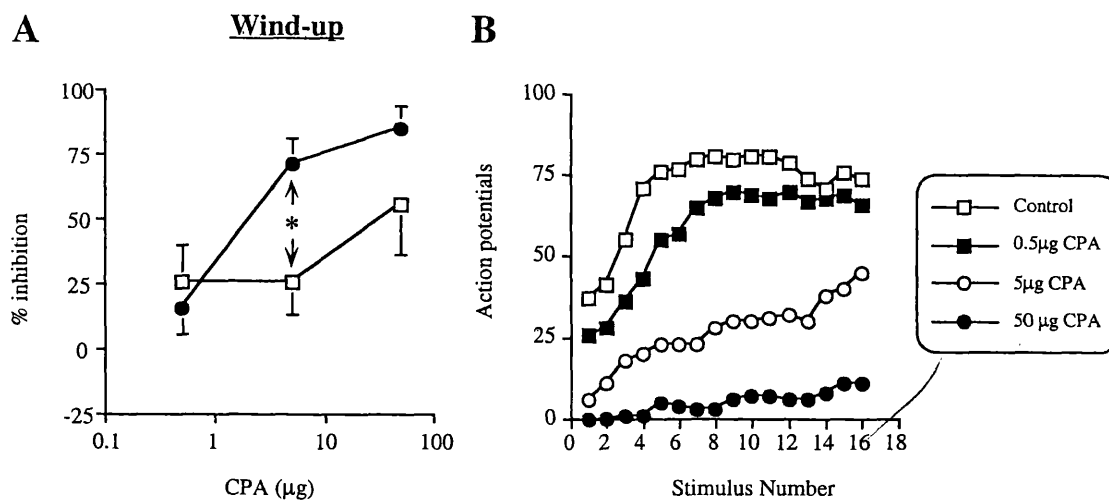 A
Wind-up
B
% inhibition
100
75
50
25
0
-25
*
0.1
1
10
100
CPA (µg)
Action potentials
100
75
50
25
0
0 2 4 6 8 10 12 14 16 18
Stimulus Number
Control
0.5µg CPA
5µg CPA
50 µg CPA